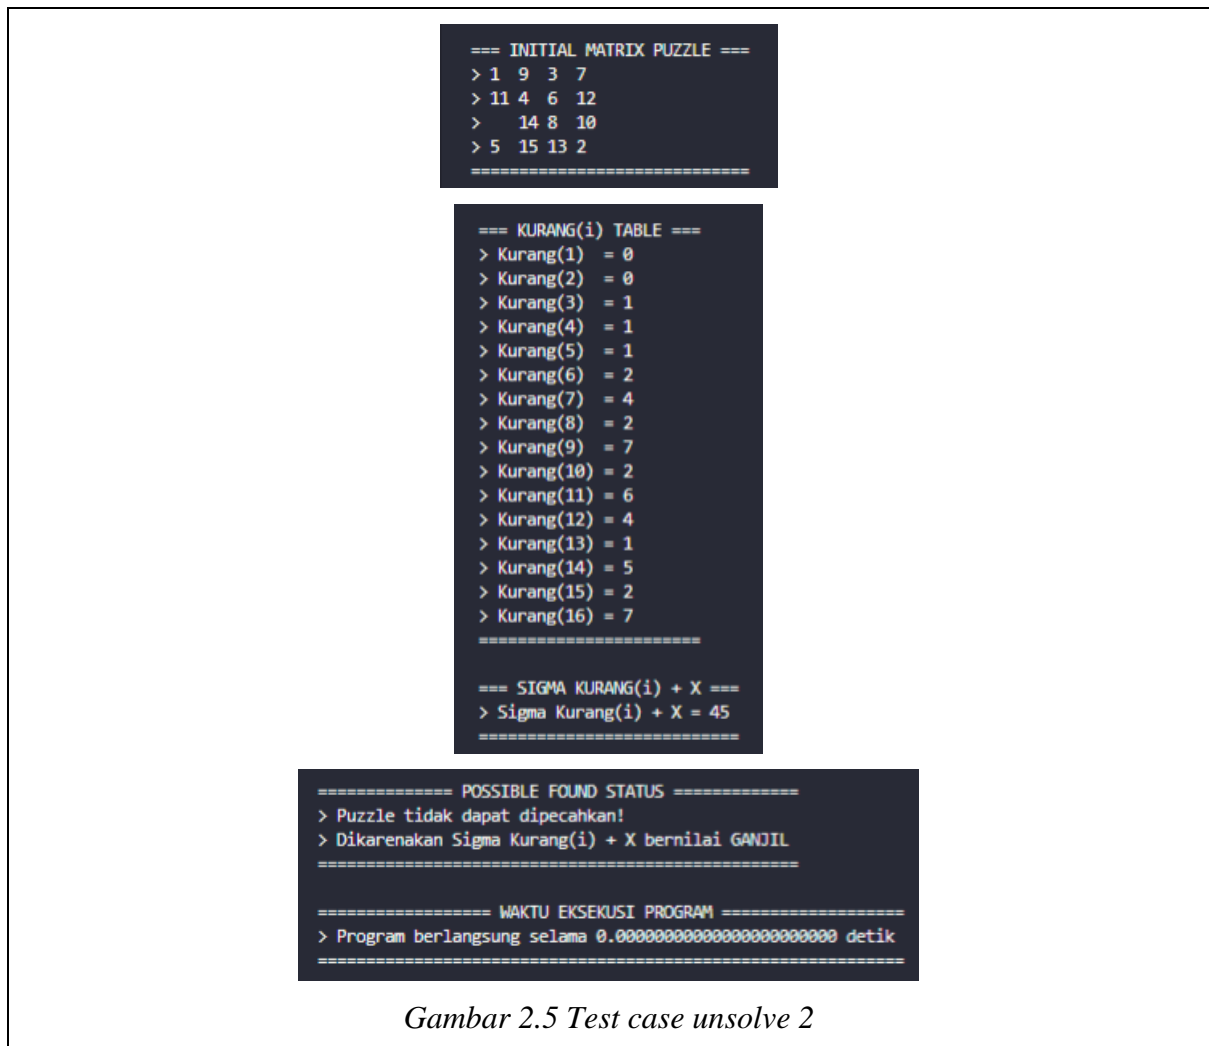 === INITIAL MATRIX PUZZLE ===
> 1  9  3  7
> 11 4  6  12
>    14 8  10
> 5  15 13 2
=============================
=== KURANG(i) TABLE ===
> Kurang(1)  = 0
> Kurang(2)  = 0
> Kurang(3)  = 1
> Kurang(4)  = 1
> Kurang(5)  = 1
> Kurang(6)  = 2
> Kurang(7)  = 4
> Kurang(8)  = 2
> Kurang(9)  = 7
> Kurang(10) = 2
> Kurang(11) = 6
> Kurang(12) = 4
> Kurang(13) = 1
> Kurang(14) = 5
> Kurang(15) = 2
> Kurang(16) = 7
=======================
=== SIGMA KURANG(i) + X ===
> Sigma Kurang(i) + X = 45
===========================
============== POSSIBLE FOUND STATUS =============
> Puzzle tidak dapat dipecahkan!
> Dikarenakan Sigma Kurang(i) + X bernilai GANJIL
==================================================
================== WAKTU EKSEKUSI PROGRAM ===================
> Program berlangsung selama 0.00000000000000000000000 detik
=============================================================
Gambar 2.5 Test case unsolve 2